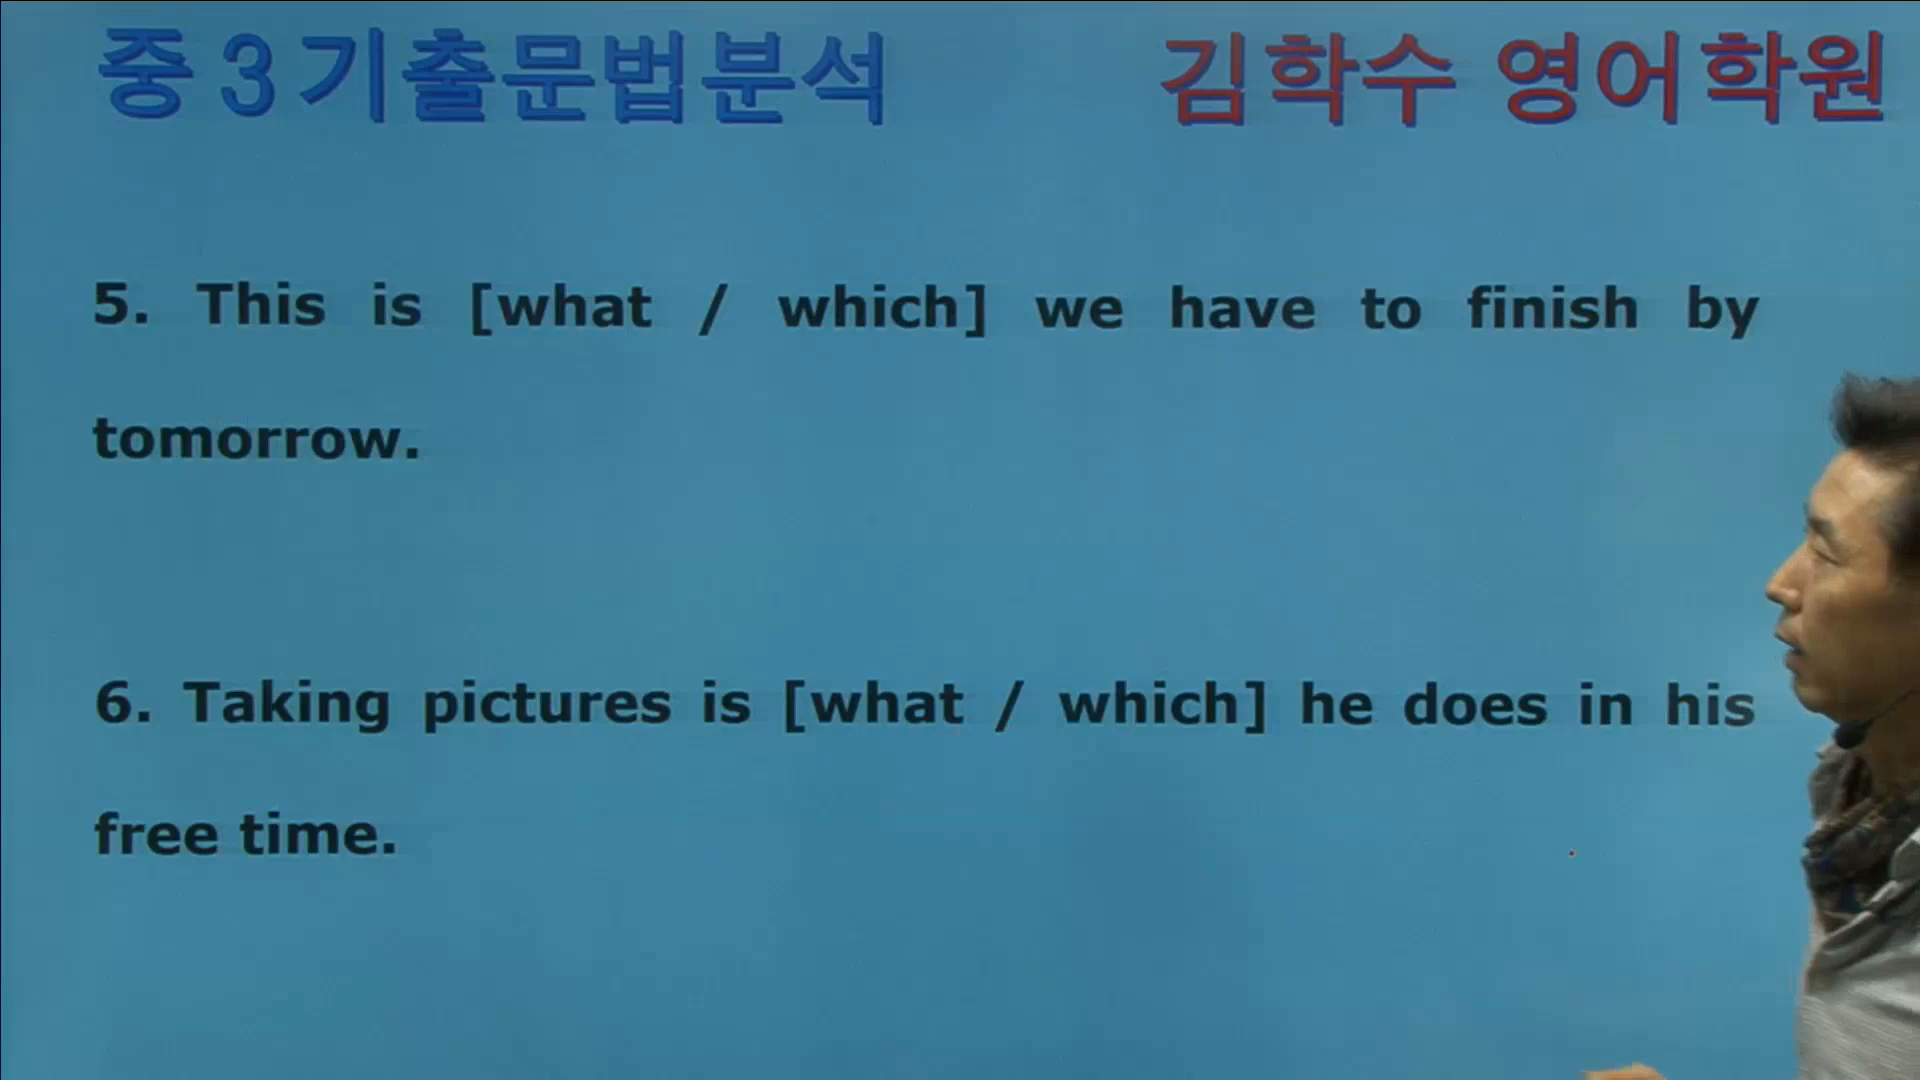 중3기출문법분석 김학수 영어학원
5. This is [what / which] we have to finish by
tomorrow.
6. Taking pictures is [what / which] he does in his
free time.